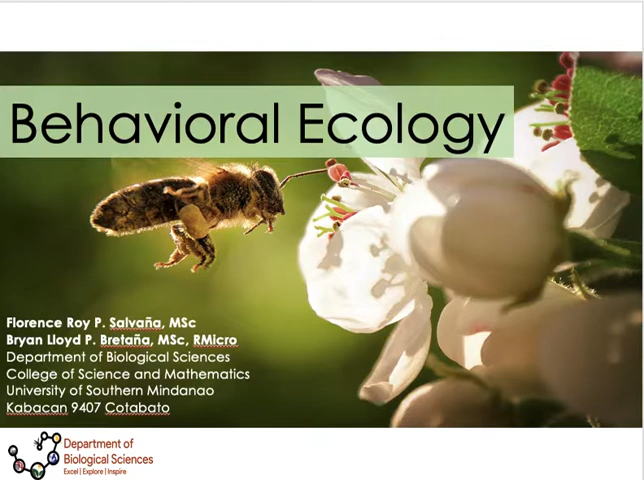 Behavioral Ecology
Florence Roy P. Salvaña, MSc
Bryan Lloyd P. Bretaña, MSc, RMicro
Department of Biological Sciences
College of Science and Mathematics
University of Southern Mindanao
Kabacan 9407 Cotabato
Department of
Biological Sciences
Excel | Explore | Inspire